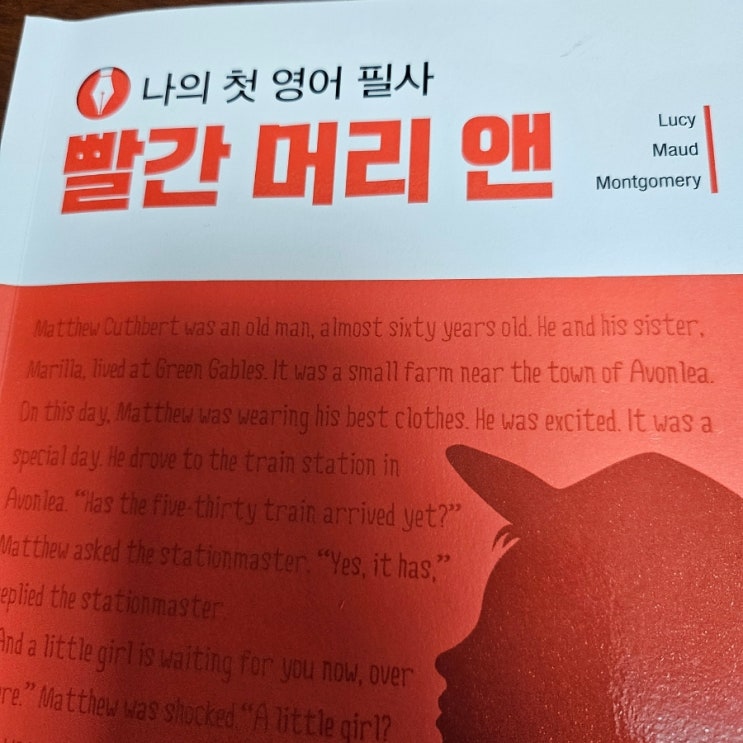 나의 첫 영어 필사
빨간 머리 앤
Lucy
Maud
Montgomery
Matthew Cuthbert was an old man, almost sixty years old. He and his sister,
Marilla, lived at Green Gables. It was a small farm near the town of Avonlea.
On this day, Matthew was wearing his best clothes. He was excited. It was a
special day. He drove to the train station in
Avonlea. “Has the five-thirty train arrived yet?”
Matthew asked the stationmaster. “Yes, it has,”
replied the stationmaster.
And a little girl is waiting for you now, over
re.” Matthew was shocked. “A little girl?